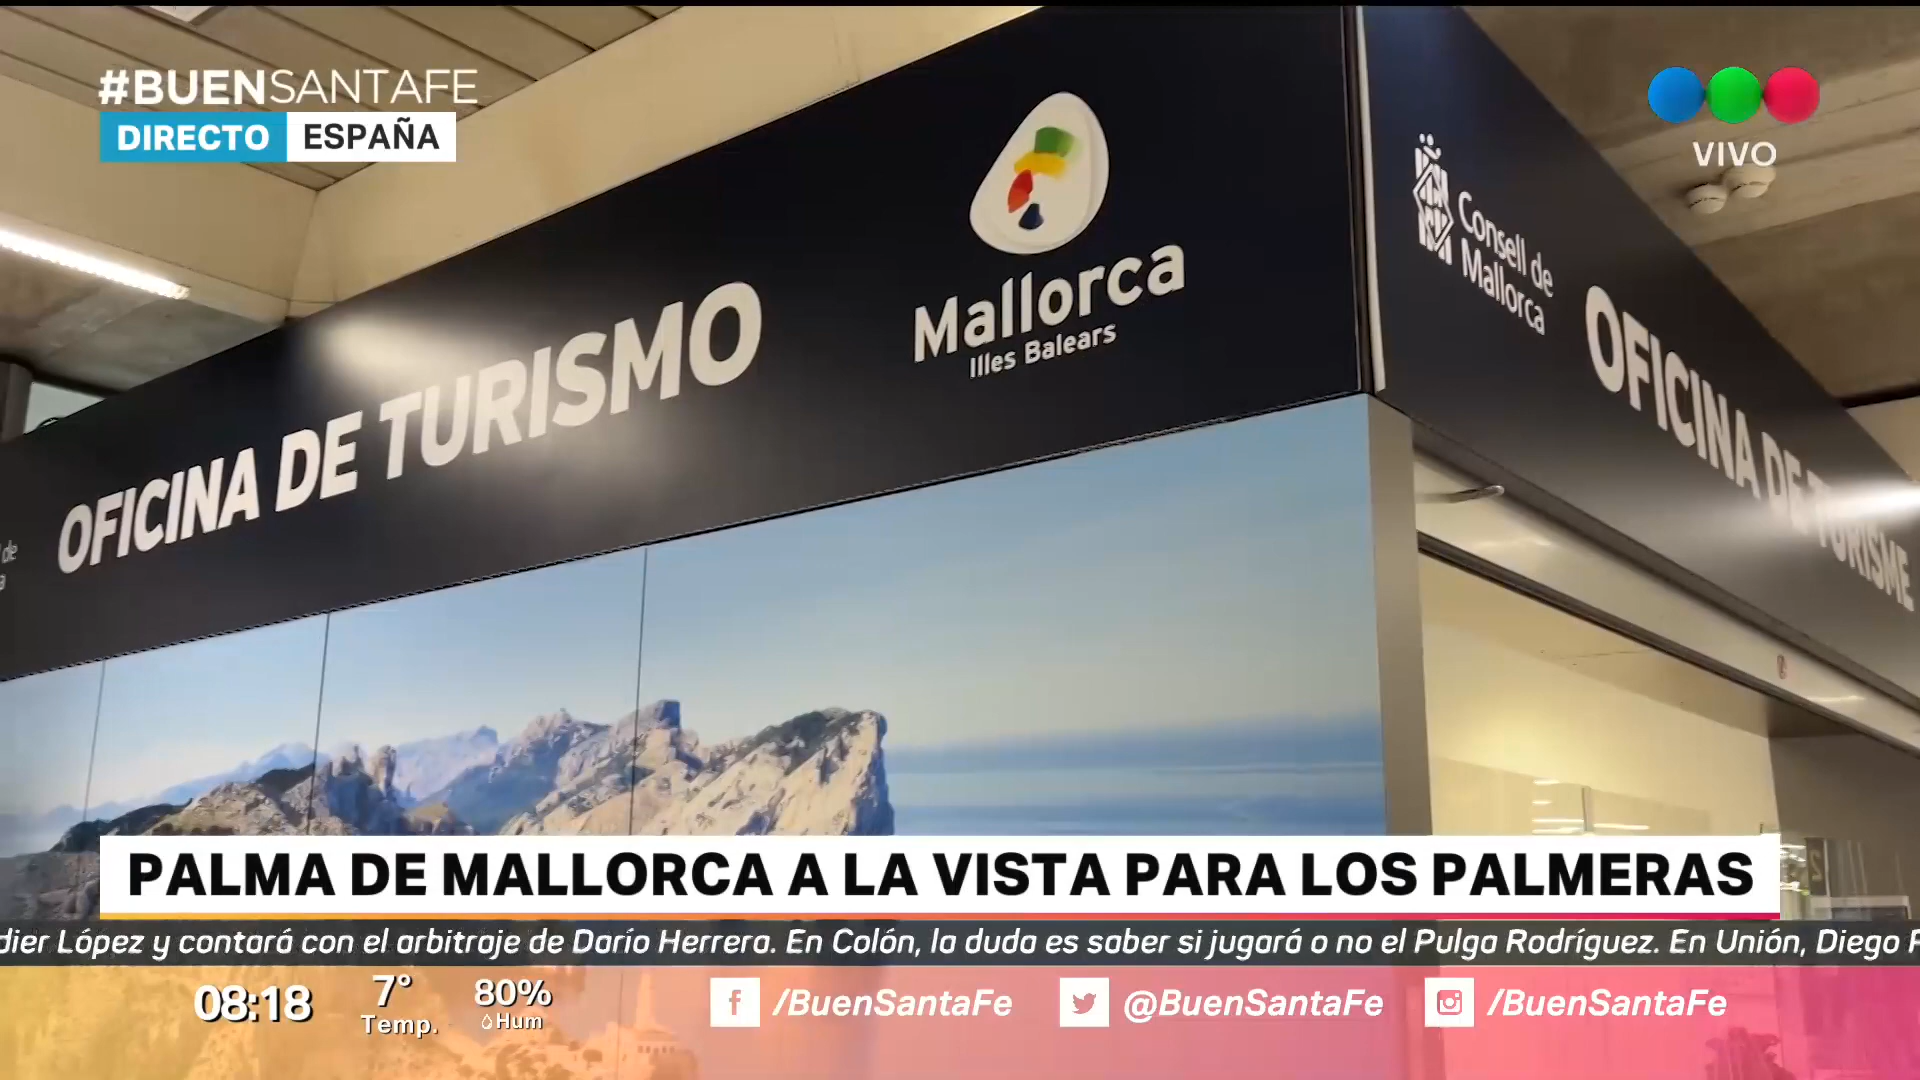 #BUENSANTAFE
DIRECTO ESPAÑA
VIVO
Mallorca
Illes Balears
Consell de
Mallorca
OFICINA DE TURISMO
OFICINA DE TURISME
de
PALMA DE MALLORCA A LA VISTA PARA LOS PALMERAS
dier López y contará con el arbitraje de Darío Herrera. En Colón, la duda es saber si jugará o no el Pulga Rodríguez. En Unión, Diego
08:18
7°
Temp.
80%
Hum
/BuenSantaFe
@BuenSantaFe
/BuenSantaFe